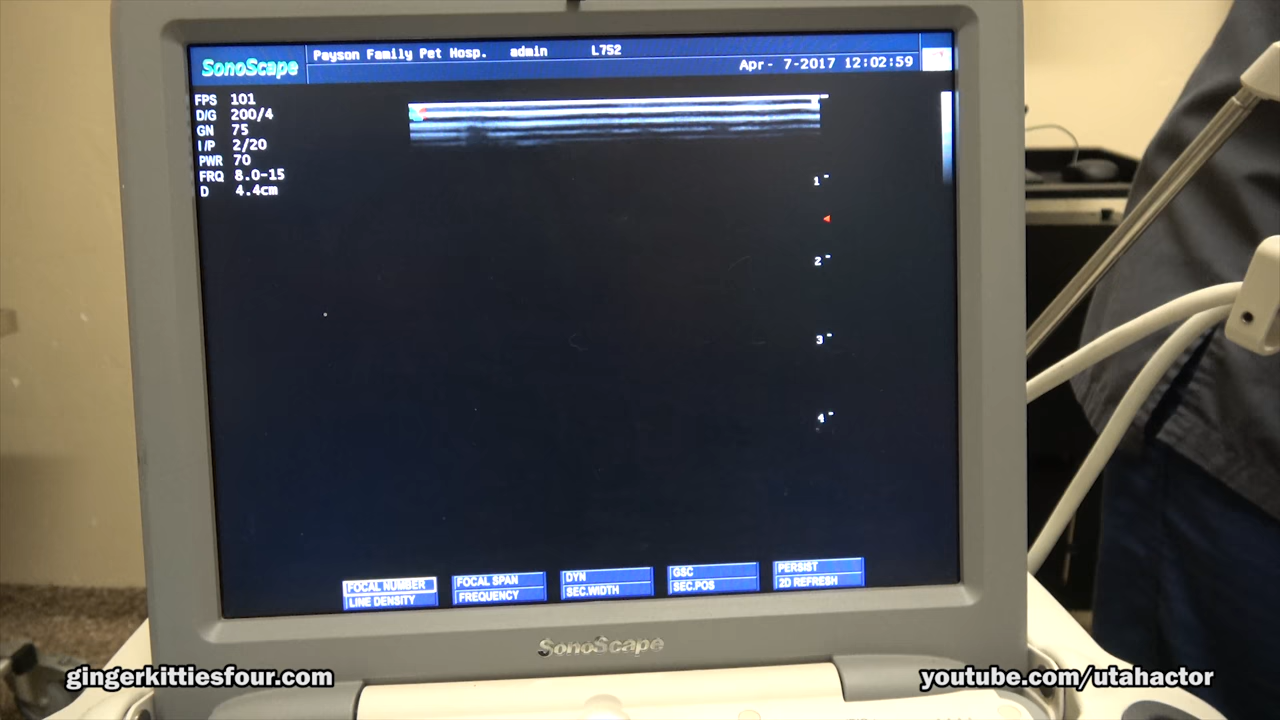 SonoScape
Payson Family Pet Hosp. admin L752
Apr- 7-2017 12:02:59
FPS 101
D/G 200/4
GN 75
I/P 2/20
PWR 70
FRQ 8.0-15
D 4.4cm
1
2
3
4
FOCAL NUMBER FOCAL SPAN DYN GSC PERSIST
LINE DENSITY FREQUENCY SEC.WIDTH SEC.POS 2D REFRESH
SonoScape
gingerkittiesfour.com youtube.com/utahactor